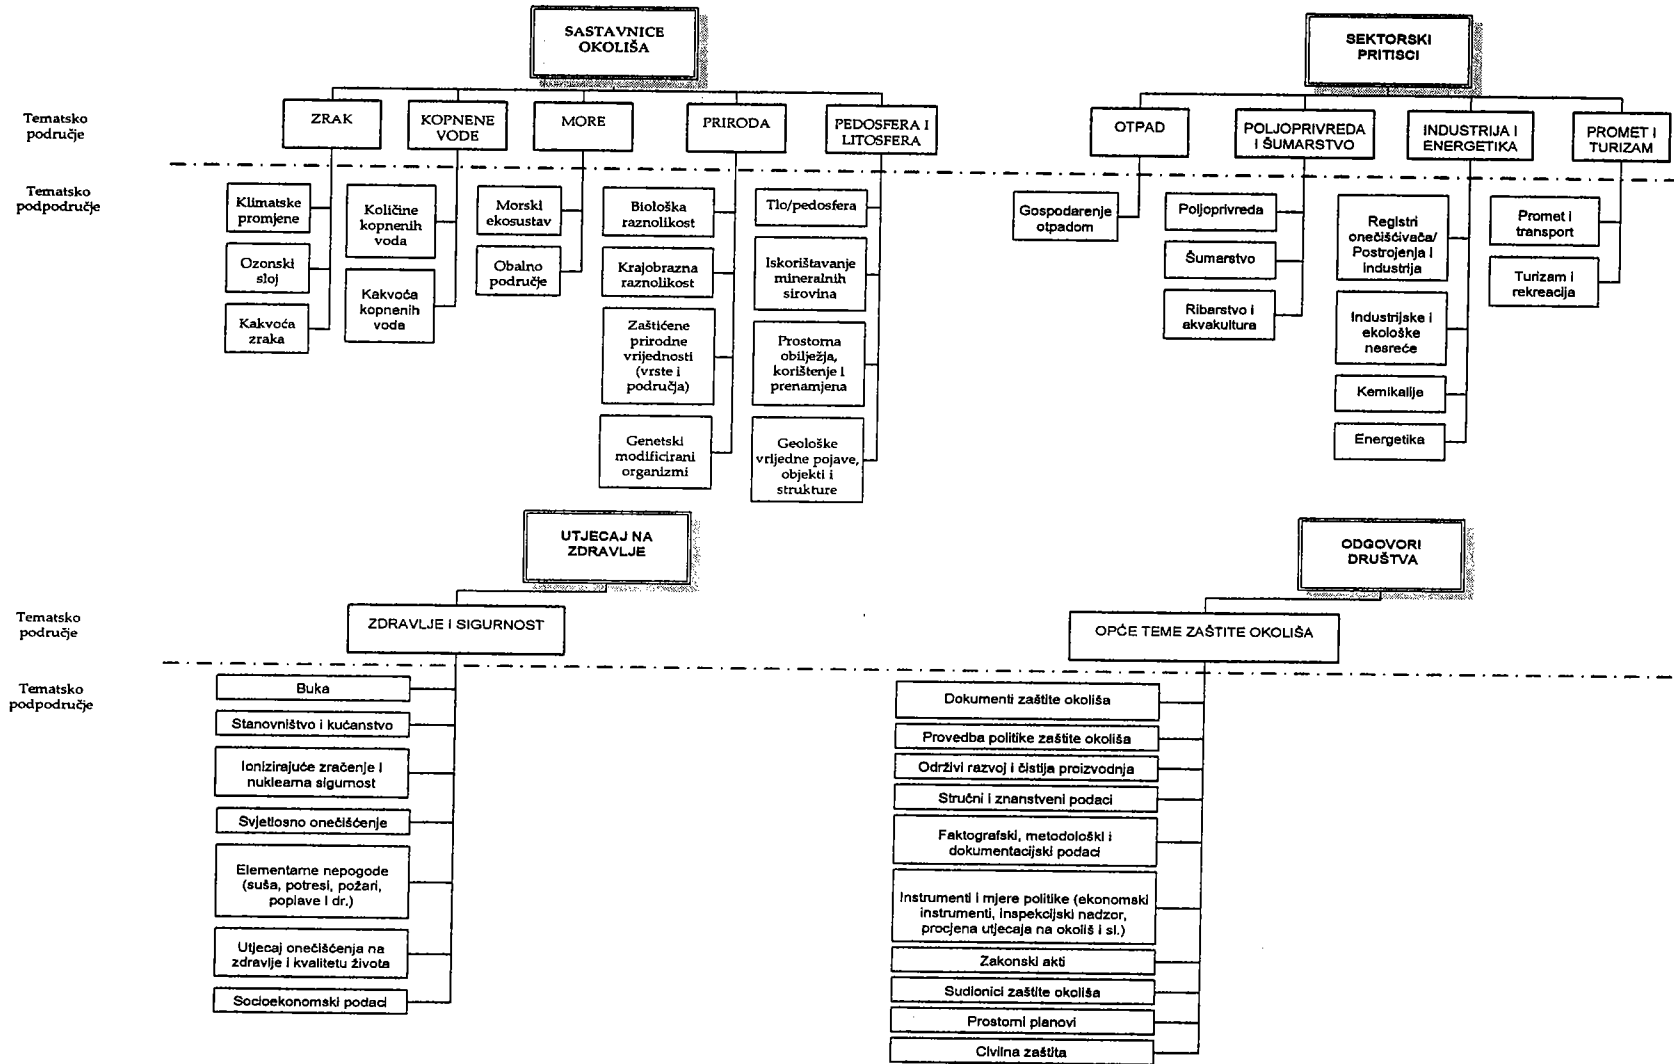 SASTAVNICE
OKOLIŠA
SEKTORSKI
PRITISCI
Tematsko
područje
ZRAK
KOPNENE
VODE
MORE
PRIRODA
PEDOSFERA I
LITOSFERA
OTPAD
POLJOPRIVREDA
I ŠUMARSTVO
INDUSTRIJA I
ENERGETIKA
PROMET I
TURIZAM
Tematsko
podpodručje
Klimatske
promjene
Ozonski
sloj
Kakvoća
zraka
Količine
kopnenih
voda
Kakvoća
kopnenih
voda
Morski
ekosustav
Obalno
područje
Biološka
raznolikost
Krajobrazna
raznolikost
Zaštićene
prirodne
vrijednosti
(vrste i
područja)
Genetski
modificirani
organizmi
Tlo/pedosfera
Iskorištavanje
mineralnih
sirovina
Prostorna
obilježja,
korištenje i
prenamjena
Geološke
vrijedne pojave,
objekti i
strukture
Gospodarenje
otpadom
Poljoprivreda
Šumarstvo
Ribarstvo i
akvakultura
Registri
onečišćivača/
Postrojenja i
Industrija
Industrijske i
ekološke
nesreće
Kemikalije
Energetika
Promet i
transport
Turizam i
rekreacija
UTJECAJ NA
ZDRAVLJE
ODGOVORI
DRUŠTVA
Tematsko
područje
ZDRAVLJE I SIGURNOST
OPĆE TEME ZAŠTITE OKOLIŠA
Tematsko
podpodručje
Buka
Stanovništvo i kućanstvo
Ionizirajuće zračenje i
nuklearna sigurnost
Svjetlosno onečišćenje
Elementarne nepogode
(suša, potresi, požari,
poplave i dr.)
Utjecaj onečišćenja na
zdravlje i kvalitetu života
Socioekonomski podaci
Dokumenti zaštite okoliša
Provedba politike zaštite okoliša
Održivi razvoj i čistija proizvodnja
Stručni i znanstveni podaci
Faktografski, metodološki i
dokumentacijski podaci
Instrumenti i mjere politike (ekonomski
instrumenti, inspekcijski nadzor,
procjena utjecaja na okoliš i sl.)
Zakonski akti
Sudionici zaštite okoliša
Prostorni planovi
Civilna zaštita